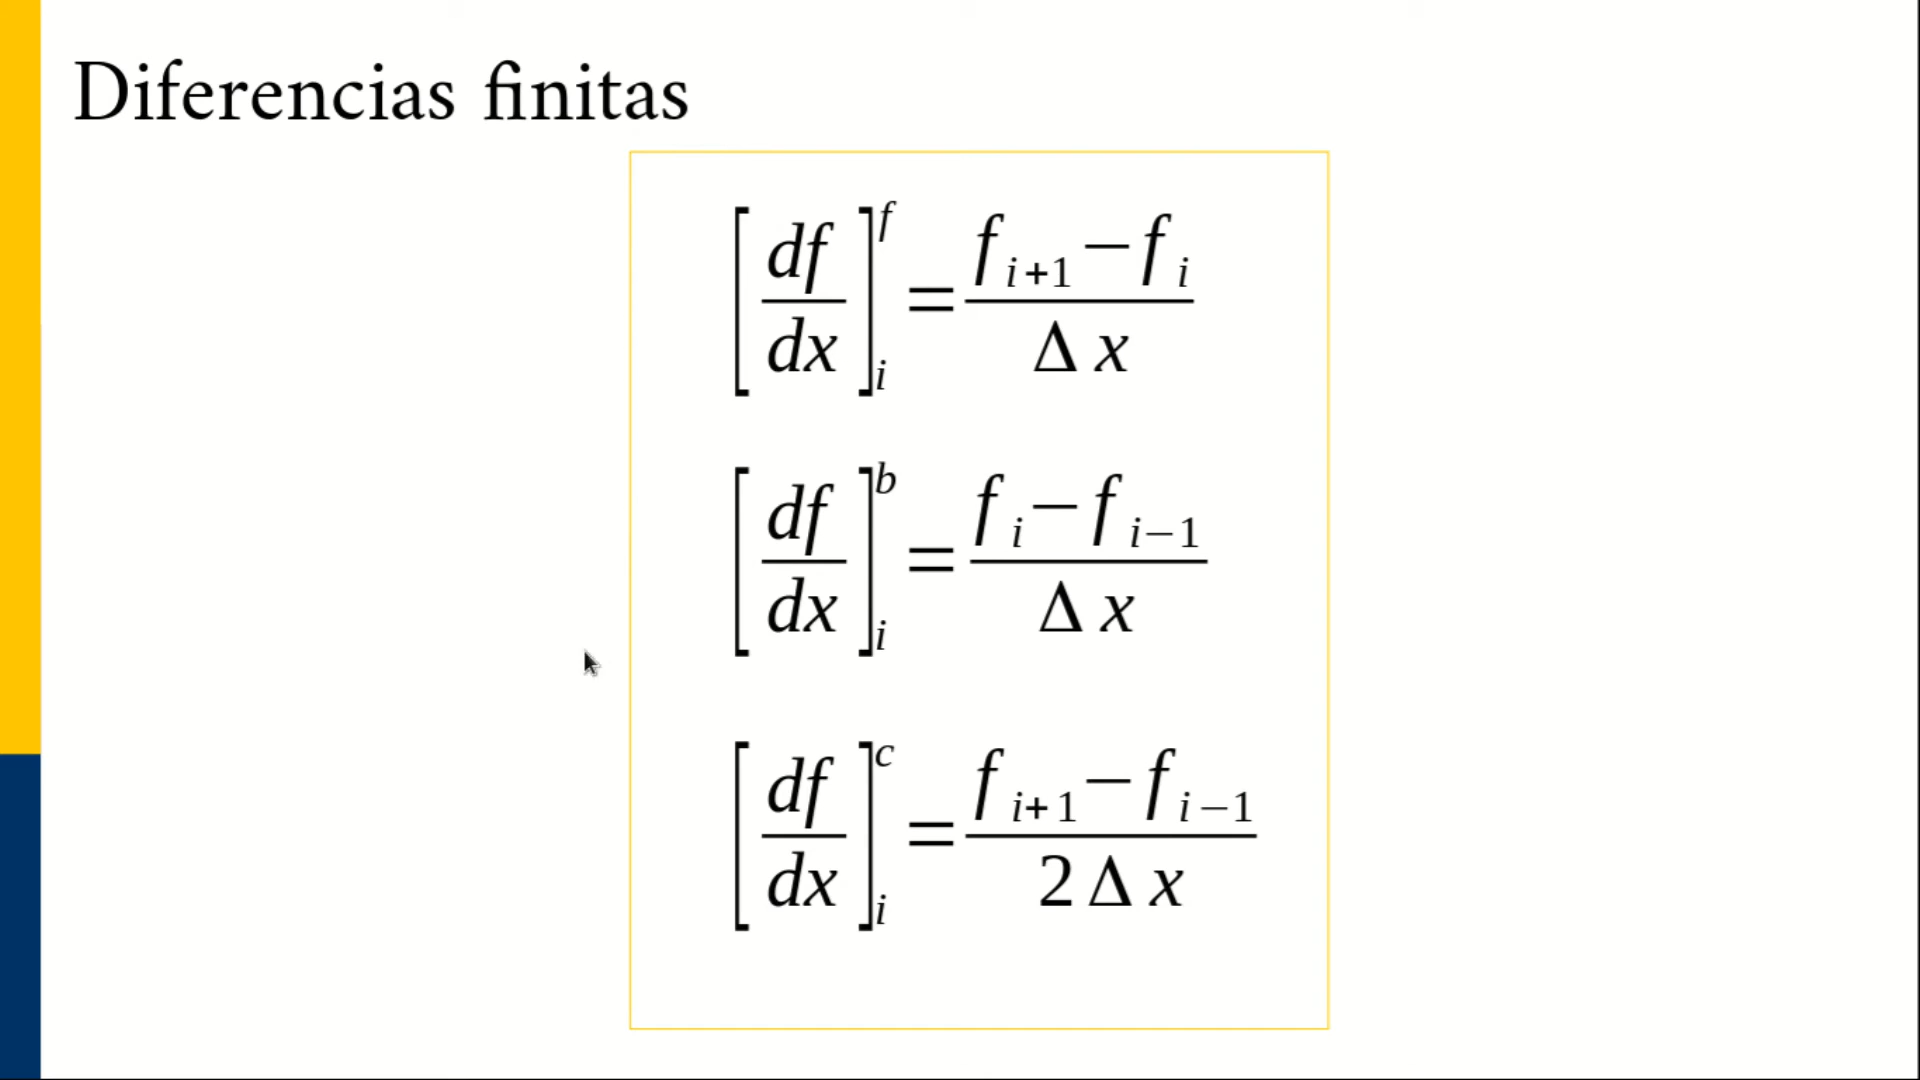 Diferencias finitas
[df/dx]_i^f = (f_{i+1} − f_i)/(Δx)
[df/dx]_i^b = (f_i − f_{i−1})/(Δx)
[df/dx]_i^c = (f_{i+1} − f_{i−1})/(2Δx)